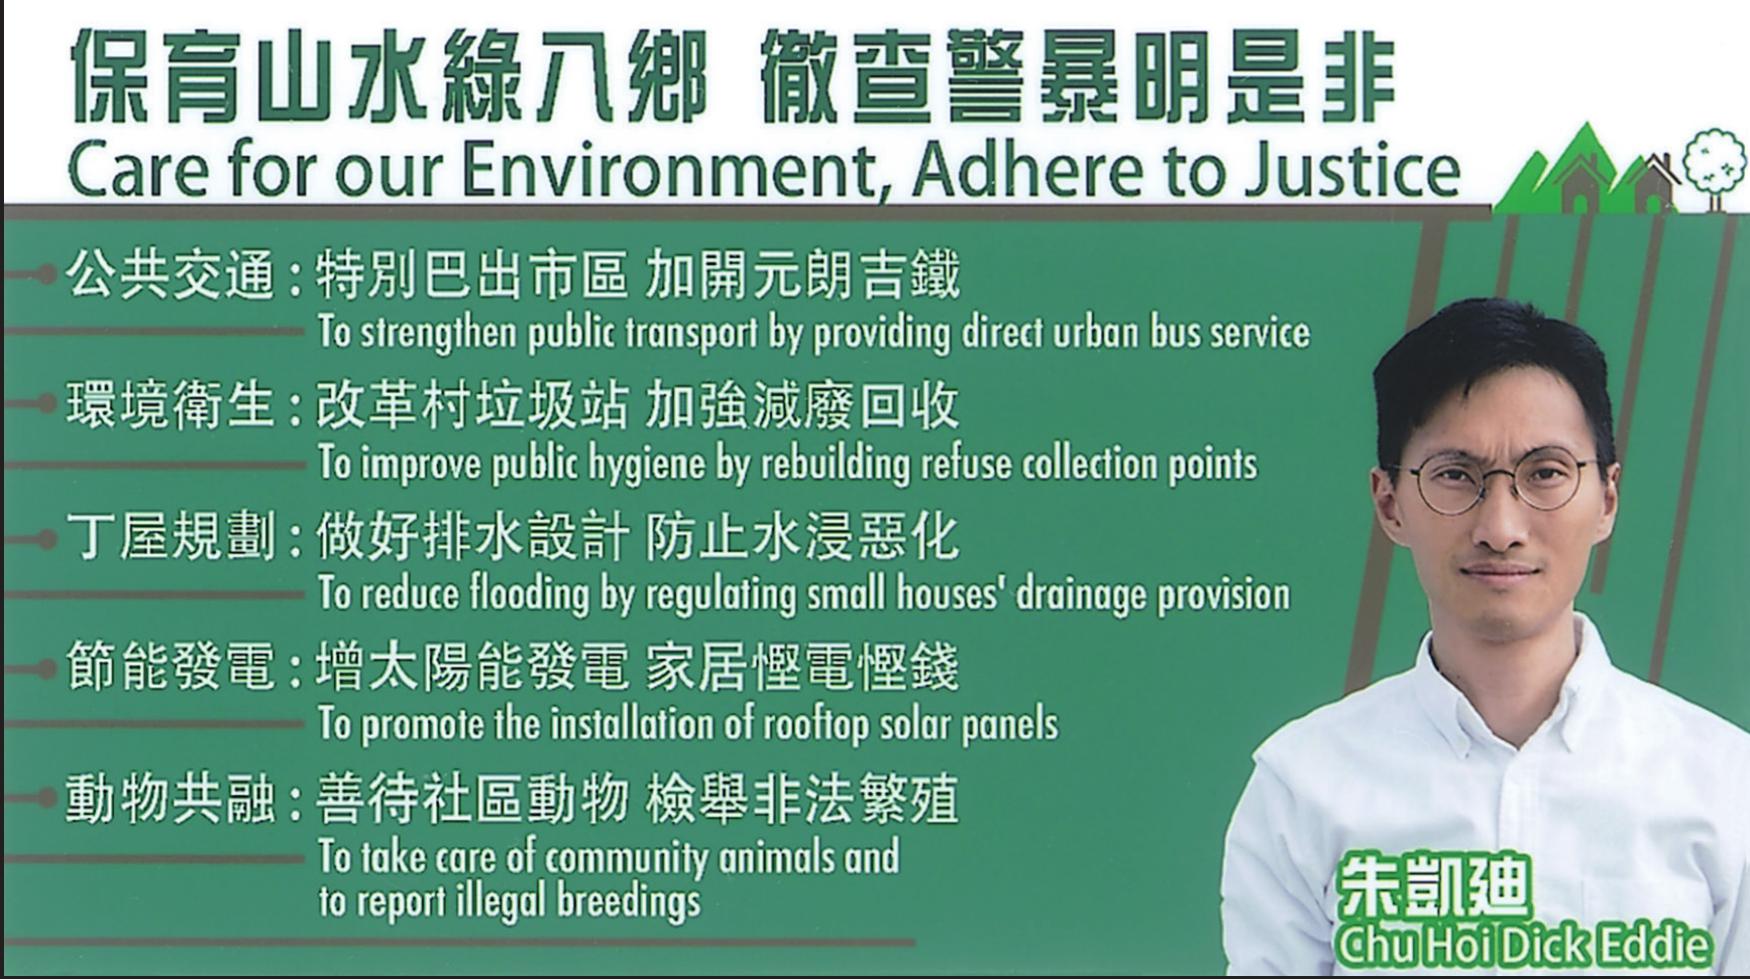 保育山水綠八鄉 徹查警暴明是非
Care for our Environment, Adhere to Justice
公共交通：特別巴出市區 加開元朗吉鐵
To strengthen public transport by providing direct urban bus service
環境衛生：改革村垃圾站 加強減廢回收
To improve public hygiene by rebuilding refuse collection points
丁屋規劃：做好排水設計 防止水浸惡化
To reduce flooding by regulating small houses' drainage provision
節能發電：增太陽能發電 家居慳電慳錢
To promote the installation of rooftop solar panels
動物共融：善待社區動物 檢舉非法繁殖
To take care of community animals and
to report illegal breedings
朱凱廸
Chu Hoi Dick Eddie